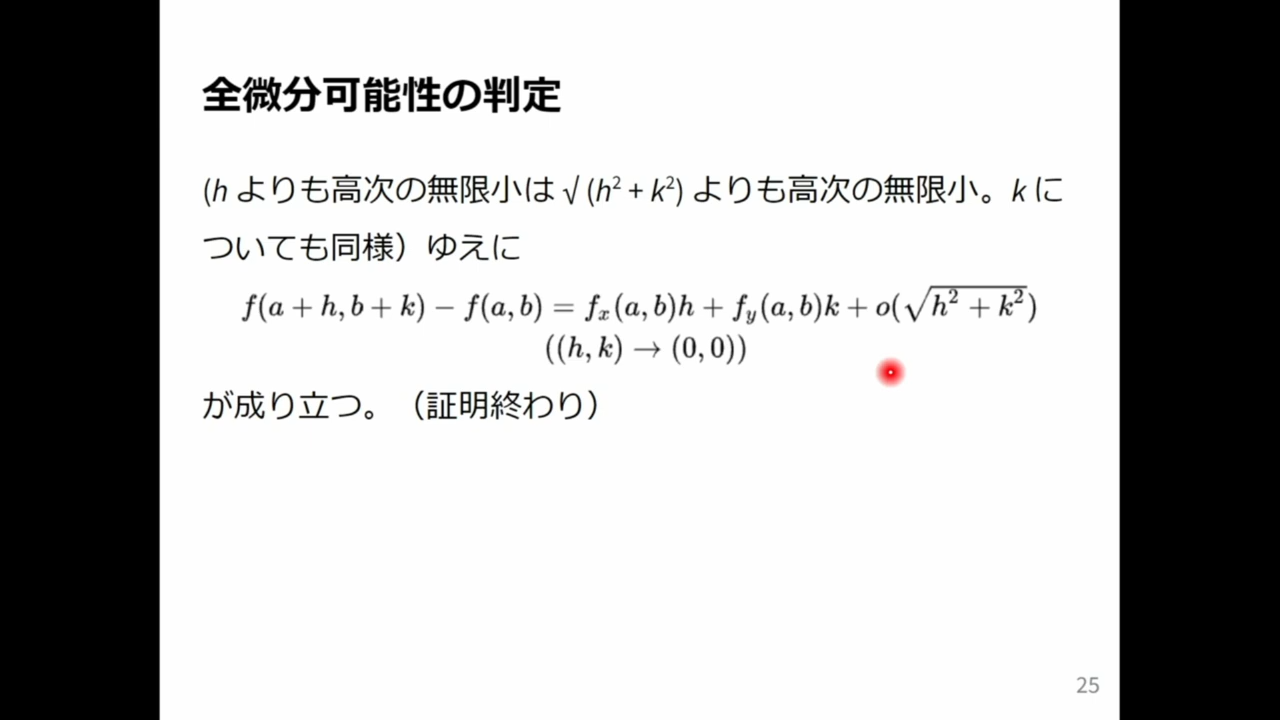 全微分可能性の判定
(h よりも高次の無限小は √ (h² + k²) よりも高次の無限小。k に
ついても同様）ゆえに
f(a + h, b + k) − f(a, b) = fₓ(a, b)h + f_y(a, b)k + o(√(h² + k²))
((h, k) → (0, 0))
が成り立つ。（証明終わり）
25